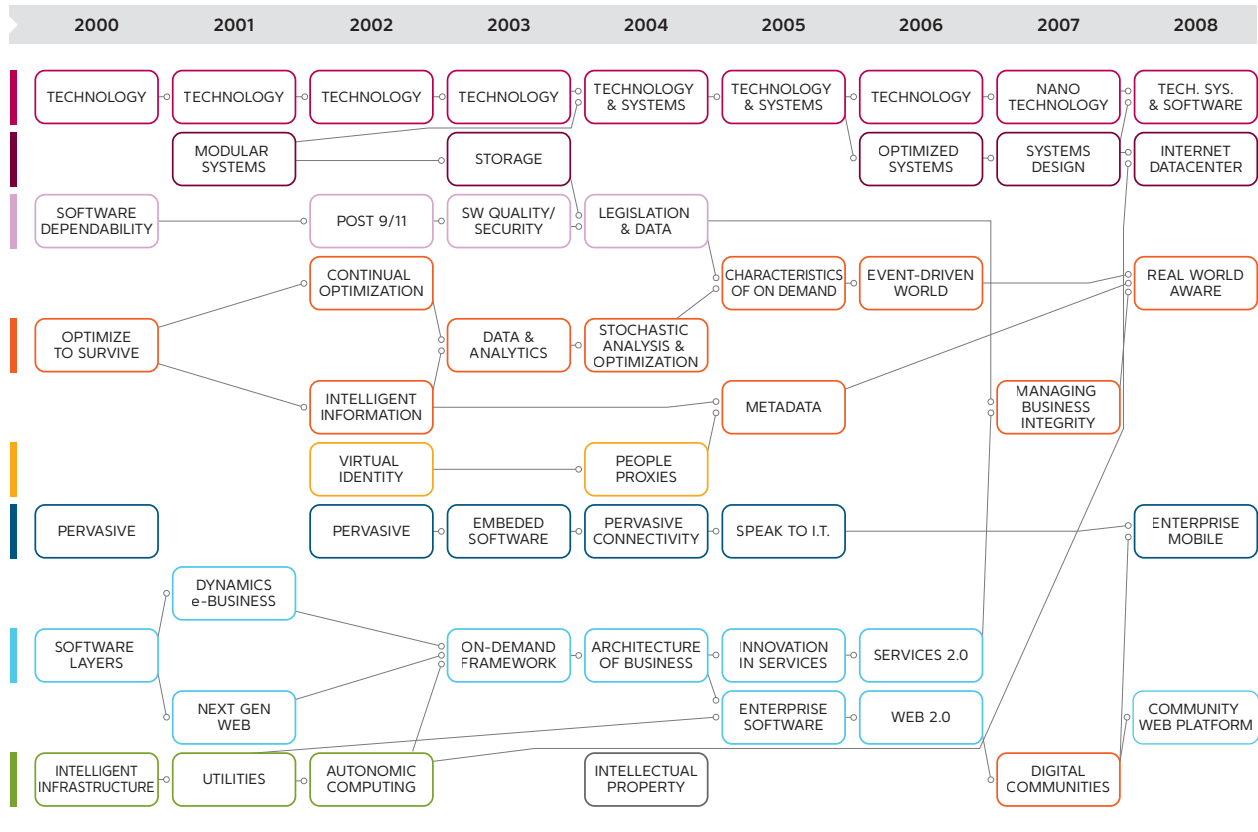 2000 2001 2002 2003 2004 2005 2006 2007 2008
TECHNOLOGY
TECHNOLOGY
TECHNOLOGY
TECHNOLOGY
TECHNOLOGY
& SYSTEMS
TECHNOLOGY
& SYSTEMS
TECHNOLOGY
NANO
TECHNOLOGY
TECH. SYS.
& SOFTWARE
MODULAR
SYSTEMS
STORAGE
OPTIMIZED
SYSTEMS
SYSTEMS
DESIGN
INTERNET
DATACENTER
SOFTWARE
DEPENDABILITY
POST 9/11
SW QUALITY/
SECURITY
LEGISLATION
& DATA
CONTINUAL
OPTIMIZATION
CHARACTERISTICS
OF ON DEMAND
EVENT-DRIVEN
WORLD
REAL WORLD
AWARE
OPTIMIZE
TO SURVIVE
DATA &
ANALYTICS
STOCHASTIC
ANALYSIS &
OPTIMIZATION
INTELLIGENT
INFORMATION
METADATA
MANAGING
BUSINESS
INTEGRITY
VIRTUAL
IDENTITY
PEOPLE
PROXIES
PERVASIVE
PERVASIVE
EMBEDED
SOFTWARE
PERVASIVE
CONNECTIVITY
SPEAK TO I.T.
ENTERPRISE
MOBILE
DYNAMICS
e-BUSINESS
SOFTWARE
LAYERS
ON-DEMAND
FRAMEWORK
ARCHITECTURE
OF BUSINESS
INNOVATION
IN SERVICES
SERVICES 2.0
NEXT GEN
WEB
ENTERPRISE
SOFTWARE
WEB 2.0
COMMUNITY
WEB PLATFORM
INTELLIGENT
INFRASTRUCTURE
UTILITIES
AUTONOMIC
COMPUTING
INTELLECTUAL
PROPERTY
DIGITAL
COMMUNITIES